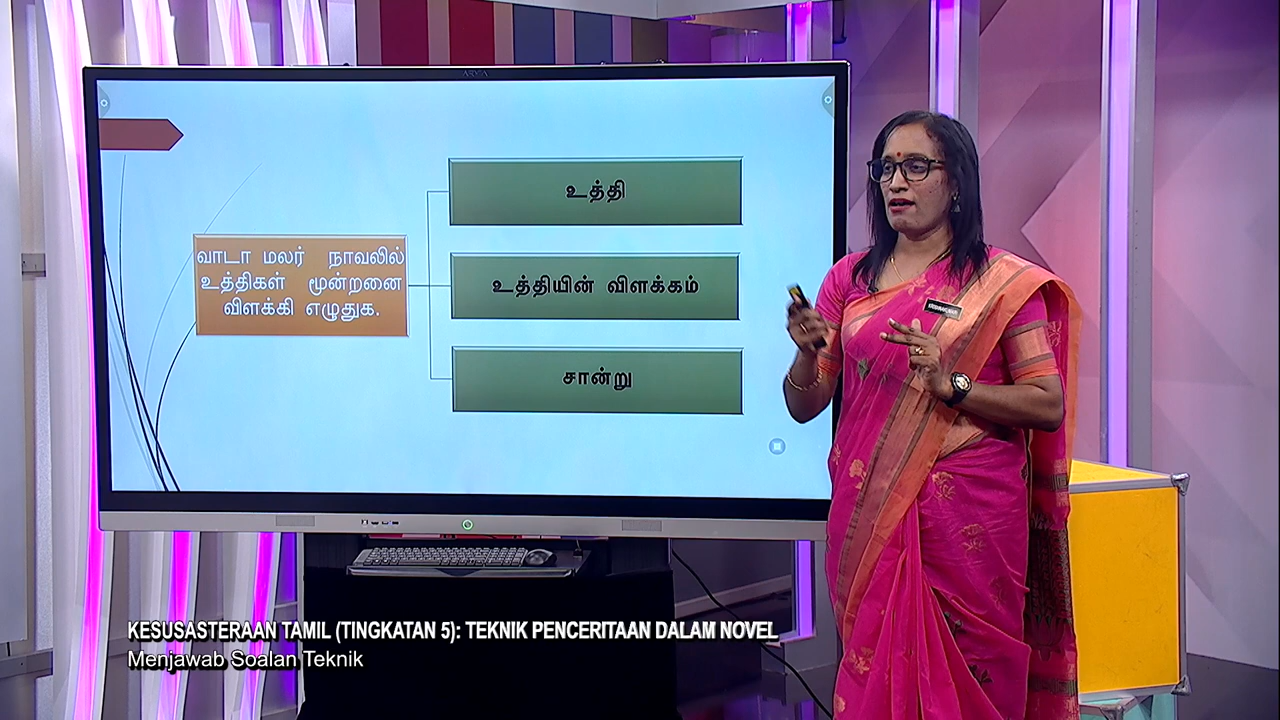 வாடா மலர் நாவலில்
உத்திகள் மூன்றனை
விளக்கி எழுதுக.
உத்தி
உத்தியின் விளக்கம்
சான்று
KESUSASTERAAN TAMIL (TINGKATAN 5): TEKNIK PENCERITAAN DALAM NOVEL
Menjawab Soalan Teknik